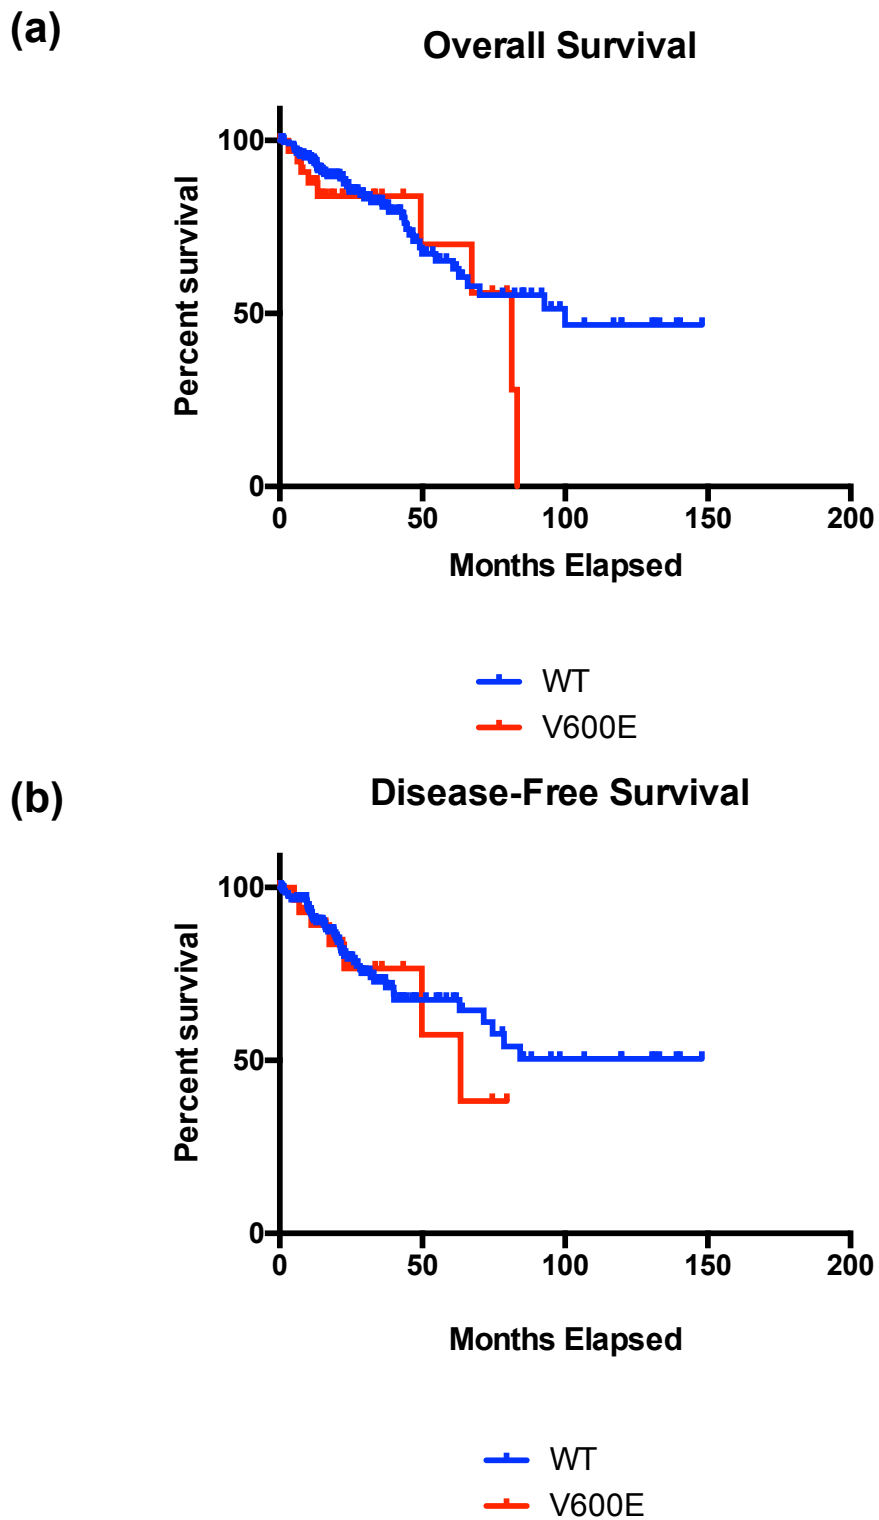 (a)
Overall Survival
Percent survival
100
50
0
0 50 100 150 200
Months Elapsed
WT
V600E
(b)
Disease-Free Survival
Percent survival
100
50
0
0 50 100 150 200
Months Elapsed
WT
V600E